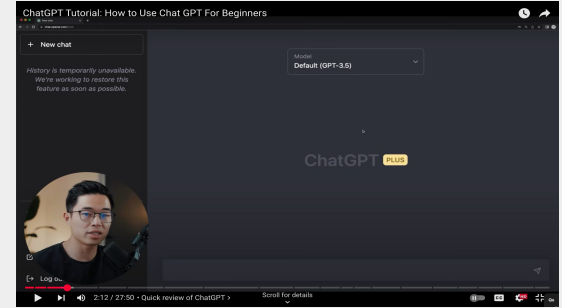 ChatGPT Tutorial: How to Use Chat GPT For Beginners
+ New chat
History is temporarily unavailable.
We're working to restore this
feature as soon as possible.
Model
Default (GPT-3.5)
ChatGPT PLUS
Log ou
2:12 / 27:50 • Quick review of ChatGPT >
Scroll for details
CC